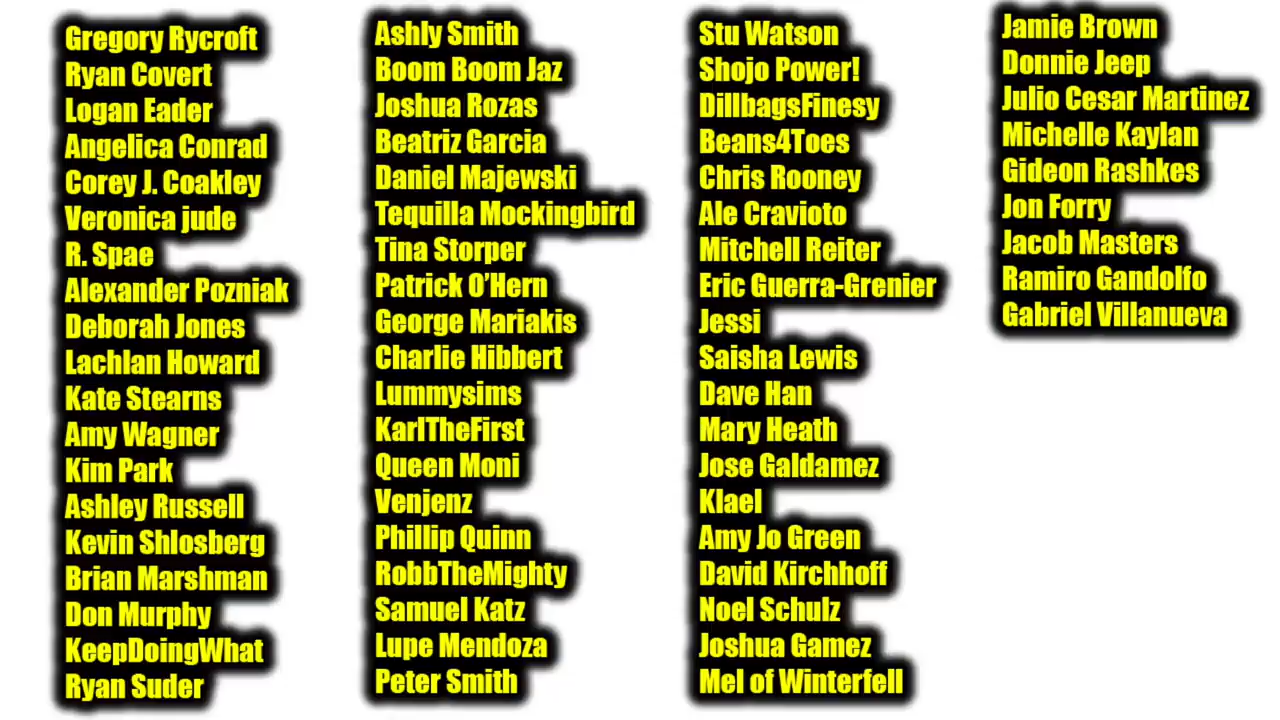 Gregory Rycroft
Ryan Covert
Logan Eader
Angelica Conrad
Corey J. Coakley
Veronica jude
R. Spae
Alexander Pozniak
Deborah Jones
Lachlan Howard
Kate Stearns
Amy Wagner
Kim Park
Ashley Russell
Kevin Shlosberg
Brian Marshman
Don Murphy
KeepDoingWhat
Ryan Suder
Ashly Smith
Boom Boom Jaz
Joshua Rozas
Beatriz Garcia
Daniel Majewski
Tequilla Mockingbird
Tina Storper
Patrick O’Hern
George Mariakis
Charlie Hibbert
Lummysims
KarlTheFirst
Queen Moni
Venjenz
Phillip Quinn
RobbTheMighty
Samuel Katz
Lupe Mendoza
Peter Smith
Stu Watson
Shojo Power!
DillbagsFinesy
Beans4Toes
Chris Rooney
Ale Cravioto
Mitchell Reiter
Eric Guerra-Grenier
Jessi
Saisha Lewis
Dave Han
Mary Heath
Jose Galdamez
Klael
Amy Jo Green
David Kirchhoff
Noel Schulz
Joshua Gamez
Mel of Winterfell
Jamie Brown
Donnie Jeep
Julio Cesar Martinez
Michelle Kaylan
Gideon Rashkes
Jon Forry
Jacob Masters
Ramiro Gandolfo
Gabriel Villanueva